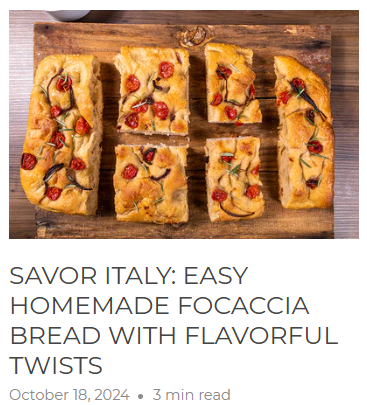 SAVOR ITALY: EASY
HOMEMADE FOCACCIA
BREAD WITH FLAVORFUL
TWISTS
October 18, 2024 • 3 min read